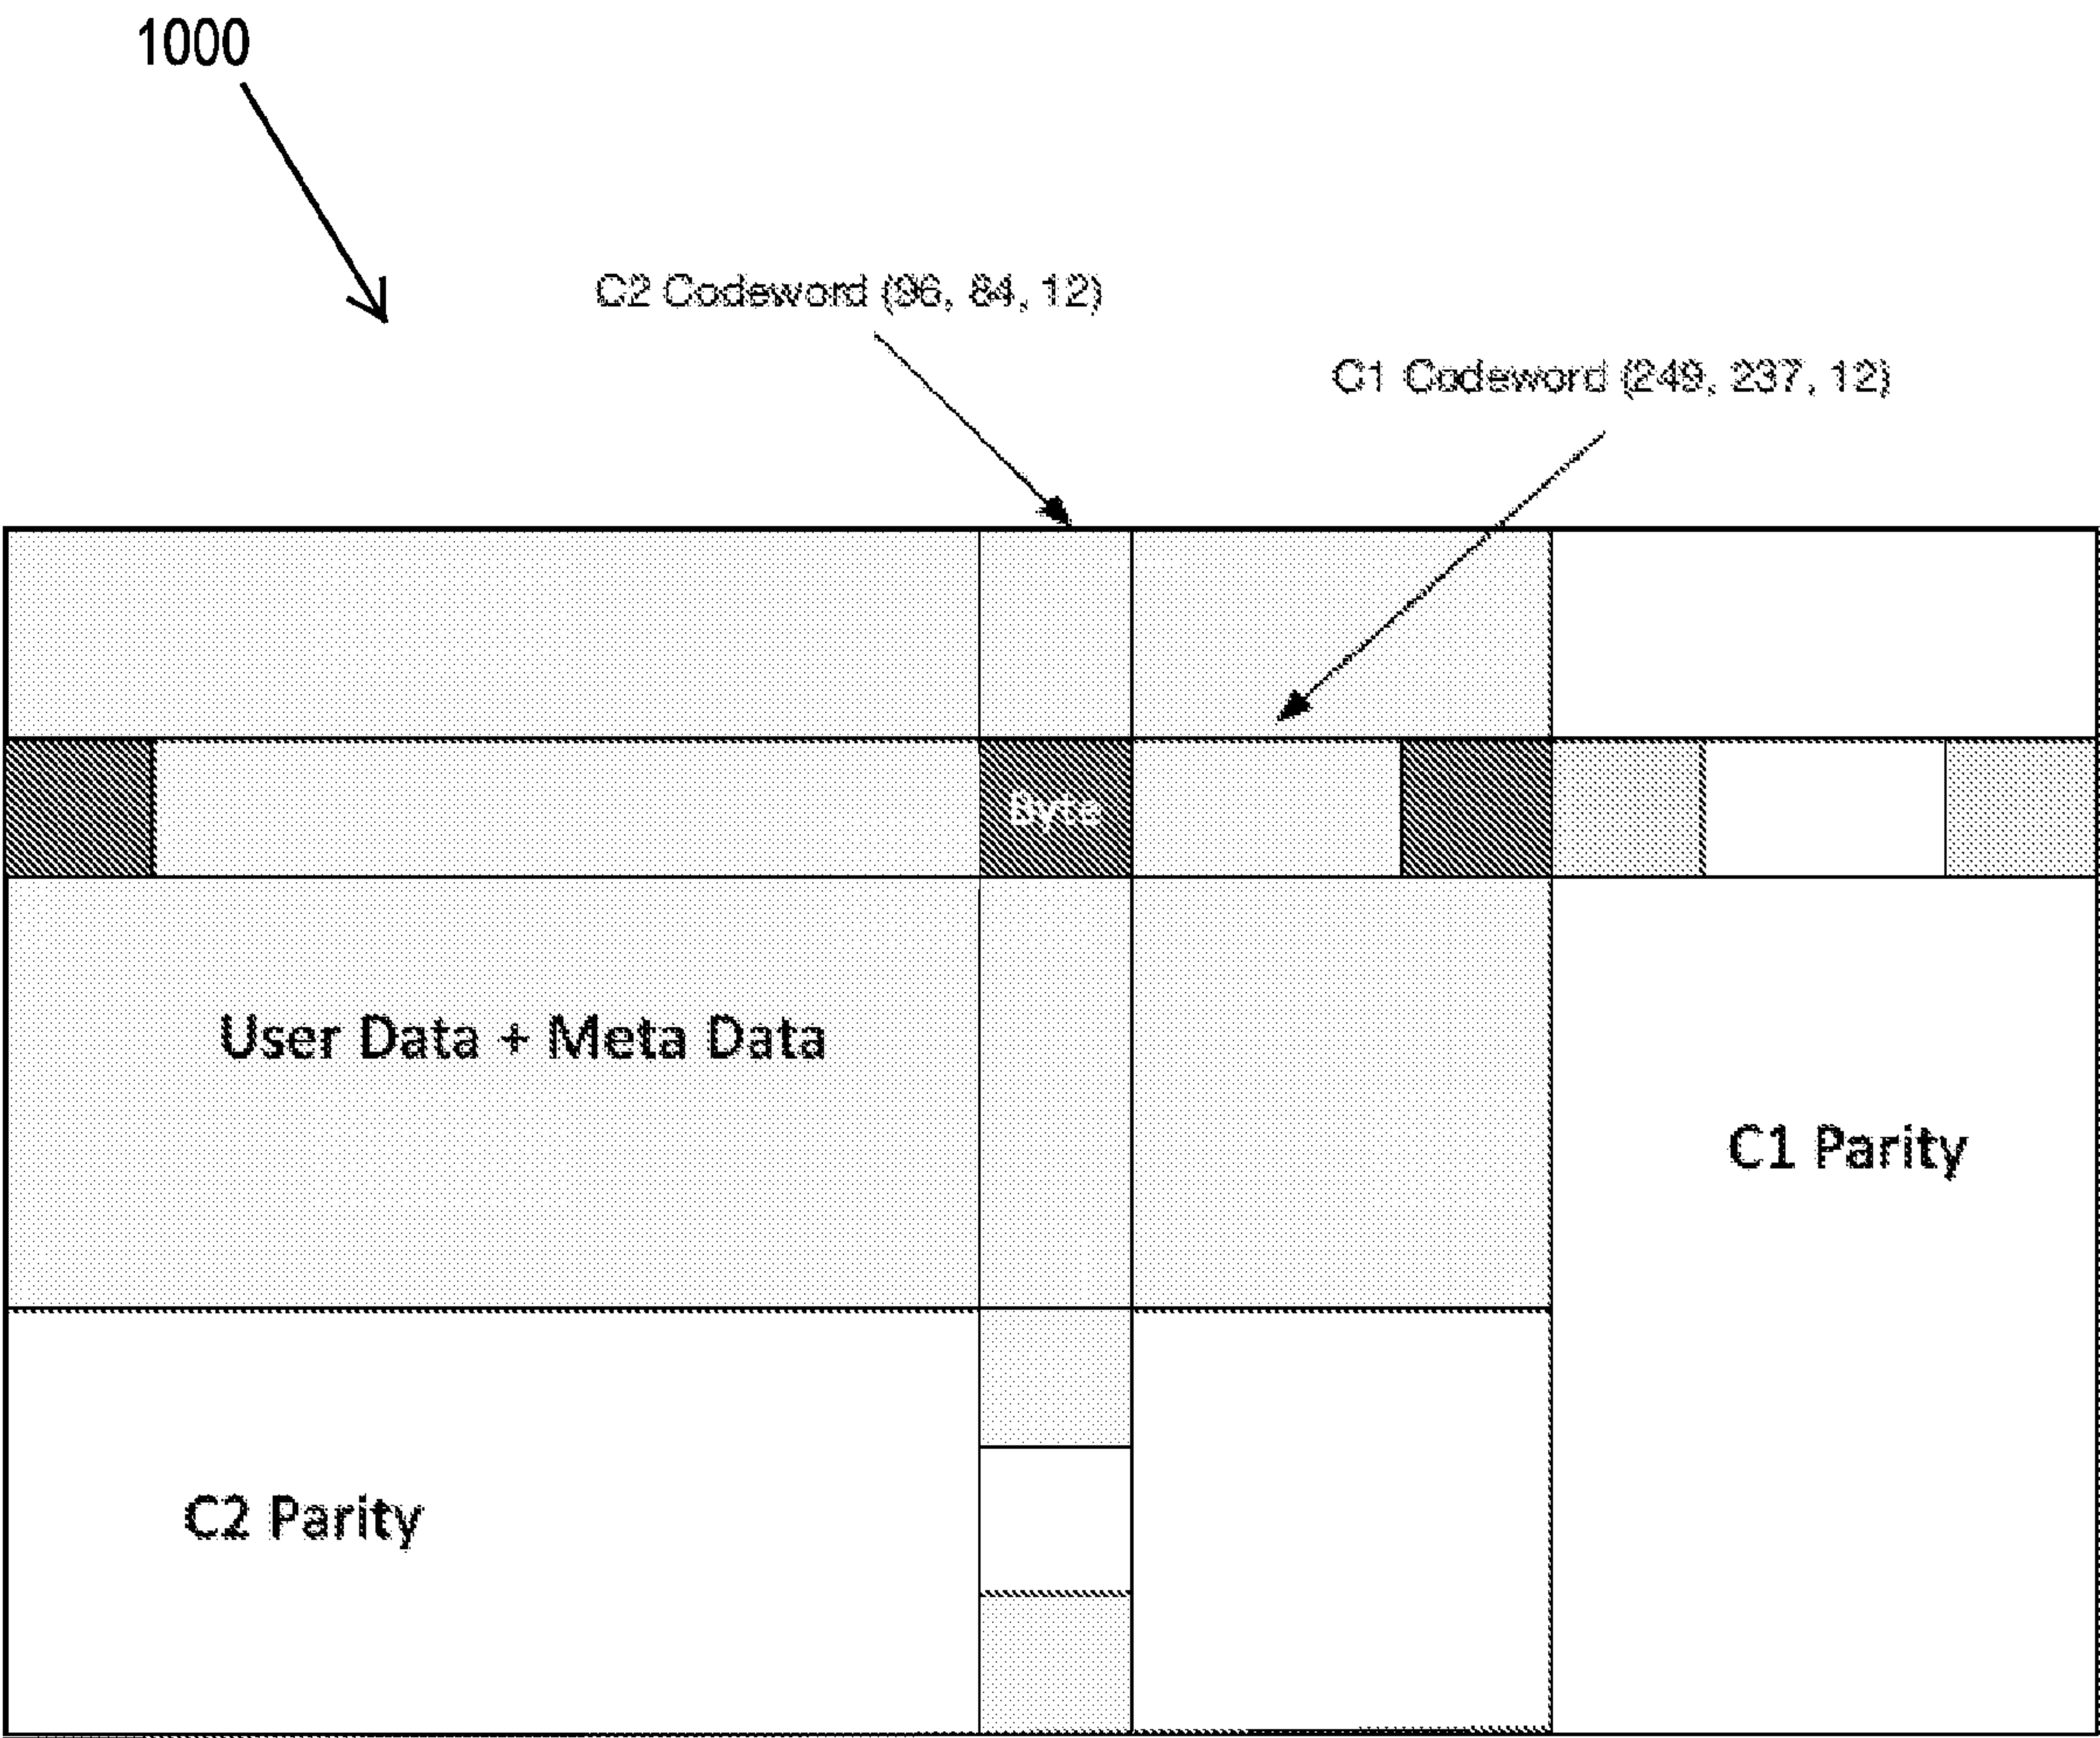 1000
C2 Codeword (96, 84, 12)
C1 Codeword (249, 237, 12)
Byte
User Data + Meta Data
C1 Parity
C2 Parity